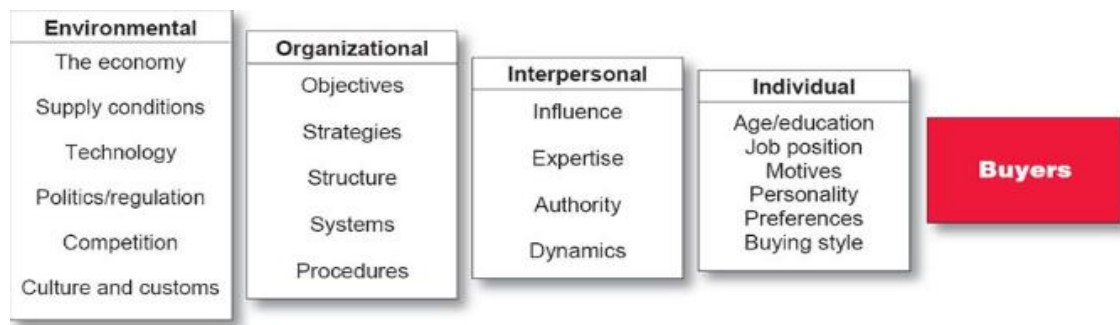 Environmental
The economy
Supply conditions
Technology
Politics/regulation
Competition
Culture and customs
Organizational
Objectives
Strategies
Structure
Systems
Procedures
Interpersonal
Influence
Expertise
Authority
Dynamics
Individual
Age/education
Job position
Motives
Personality
Preferences
Buying style
Buyers